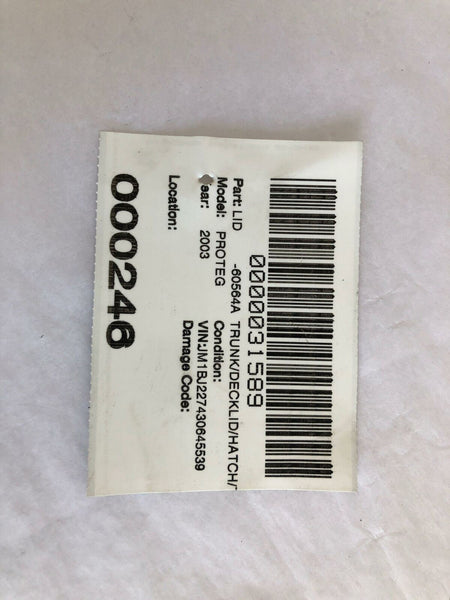 0000031589
Part: LID -60564A TRUNK/DECKLID/HATCH/
Model: PROTEG Condition:
ear: 2003 VIN:JM1BJ227430645539
Damage Code:
Location:
000246